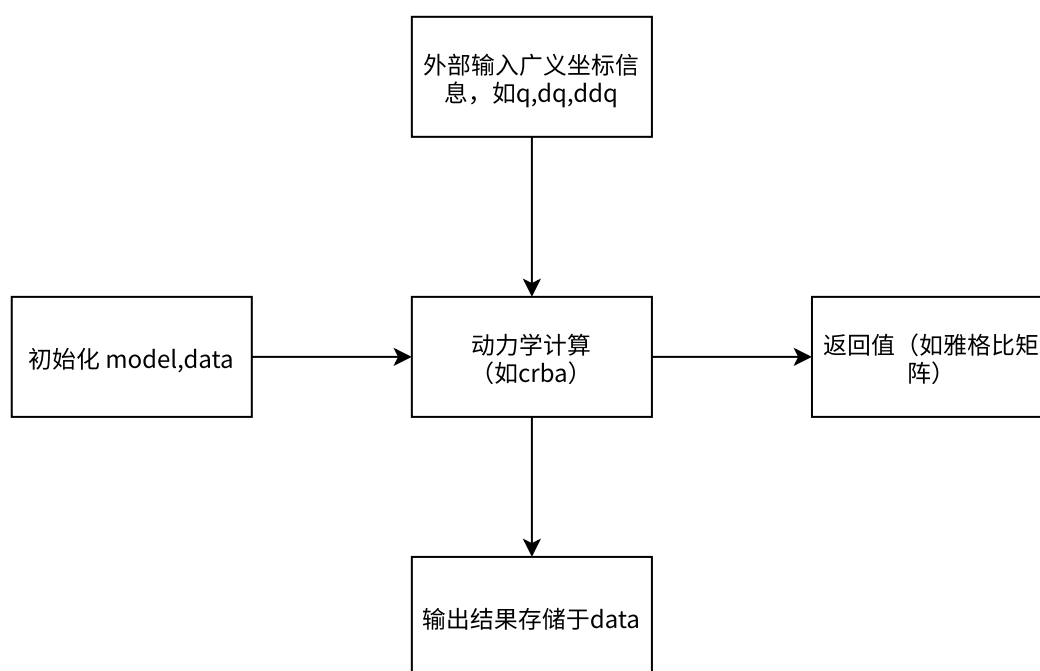 外部输入广义坐标信
息，如q,dq,ddq
初始化 model,data
动力学计算
（如crba）
返回值（如雅格比矩
阵）
输出结果存储于data